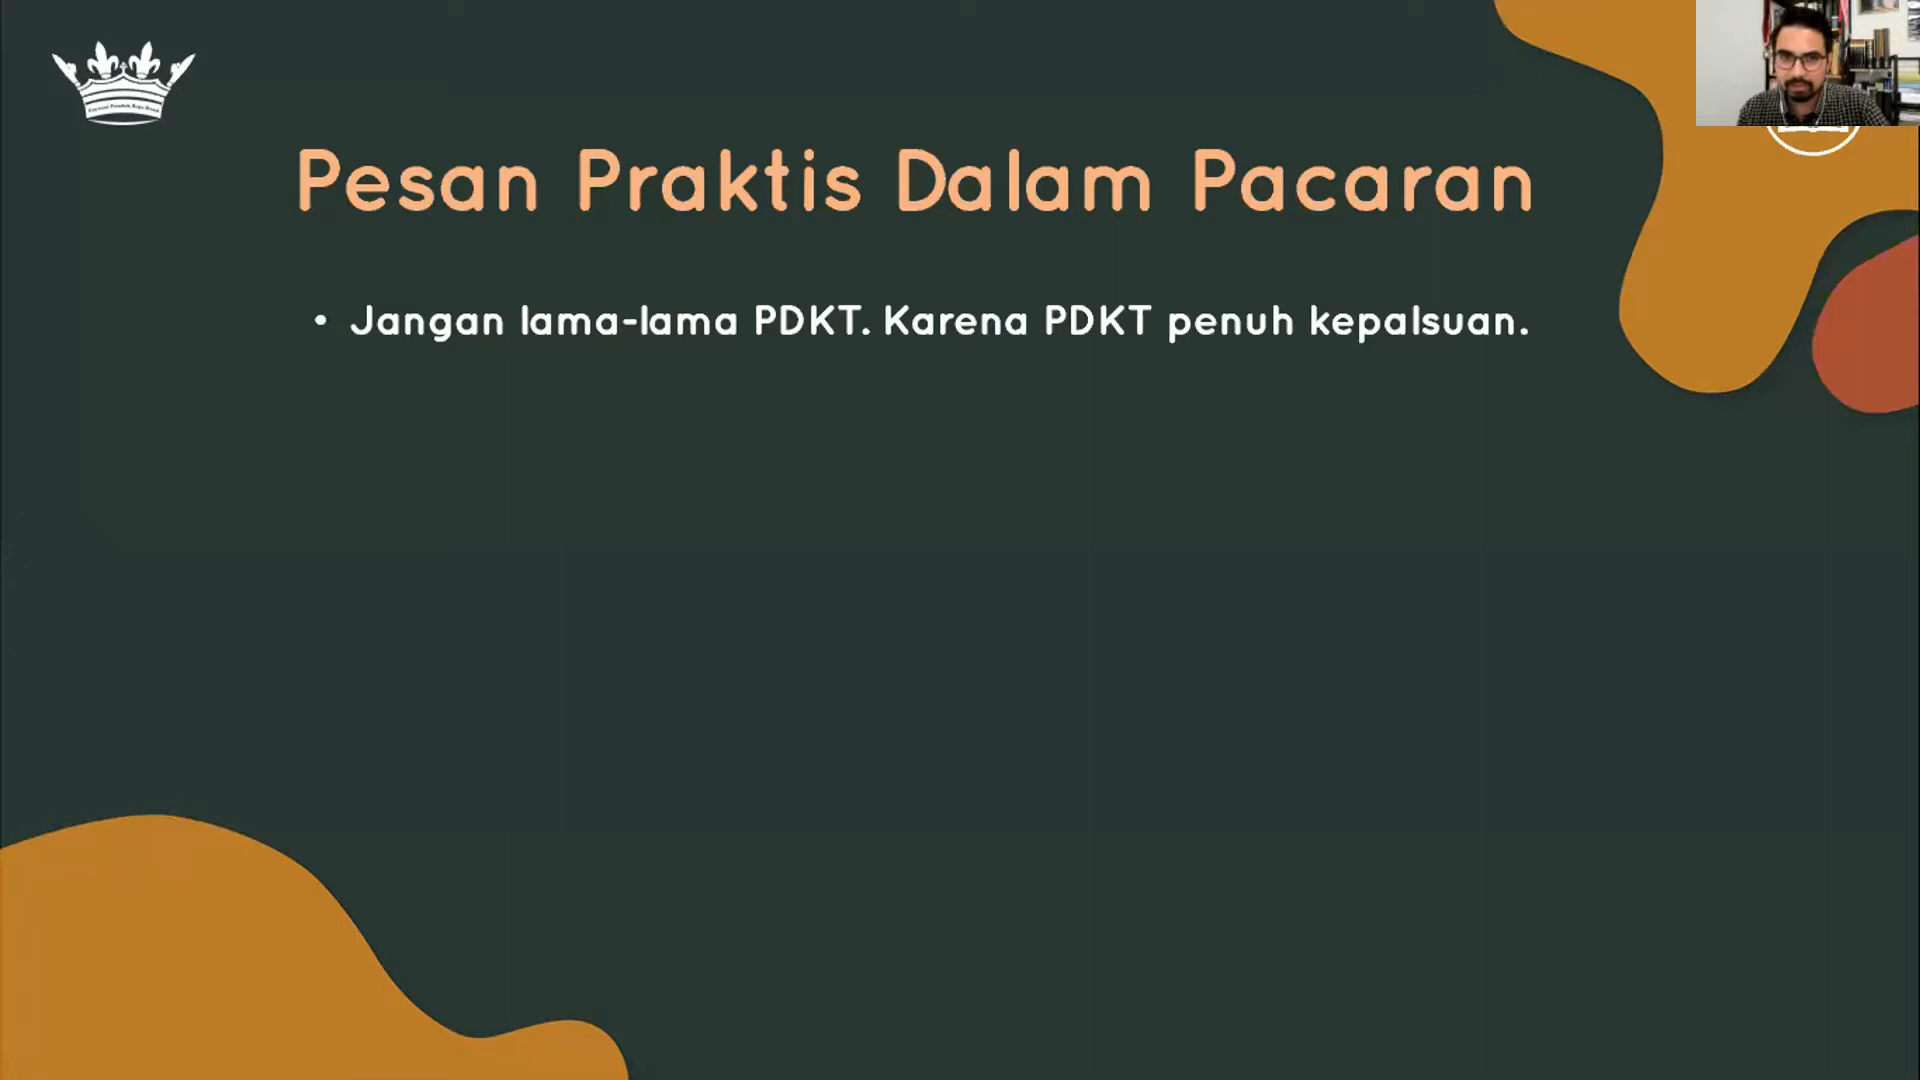 Pesan Praktis Dalam Pacaran
• Jangan lama-lama PDKT. Karena PDKT penuh kepalsuan.